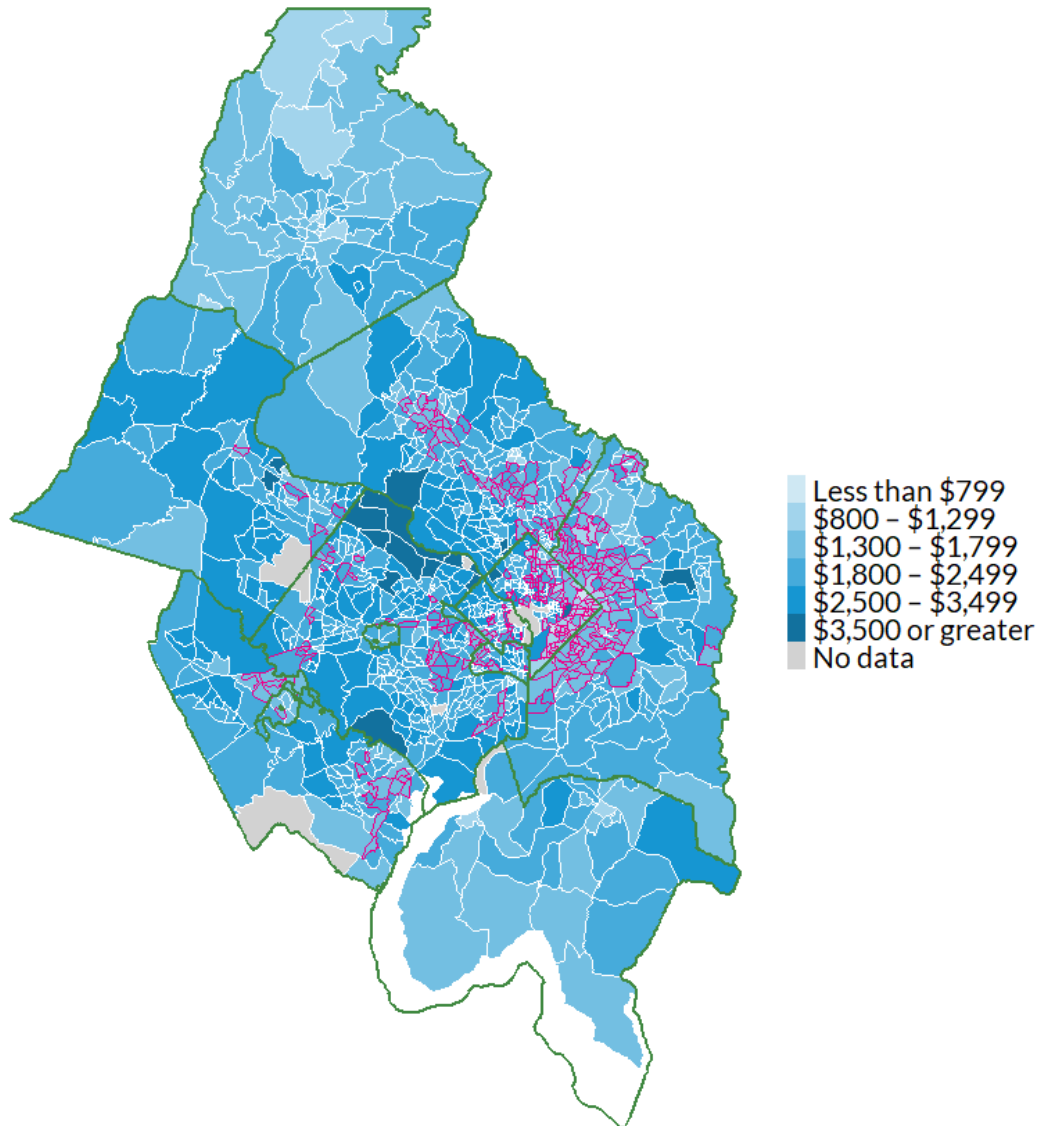 Less than $799
$800 – $1,299
$1,300 – $1,799
$1,800 – $2,499
$2,500 – $3,499
$3,500 or greater
No data